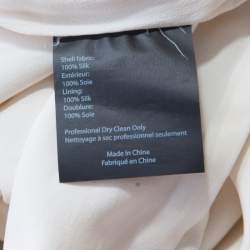 Shell fabric:
100% Silk
Extérieur:
100% Soie
Lining:
100% Silk
Doublure:
100% Soie
Professional Dry Clean Only
Nettoyage à sec professionnel seulement
Made in China
Fabriqué en Chine